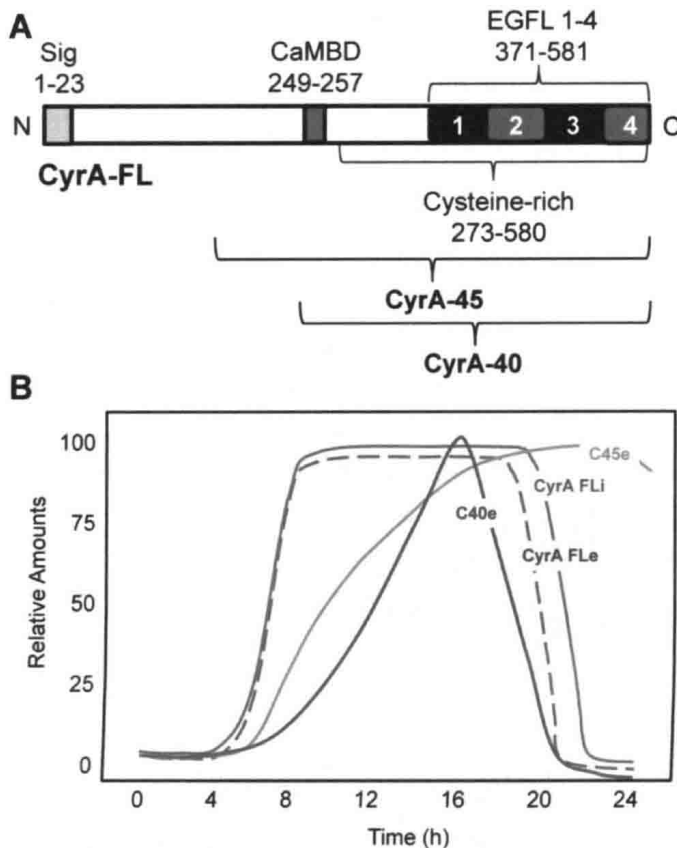 A
Sig
1-23
CaMBD
249-257
EGFL 1-4
371-581
N
1 2 3 4
C
CyrA-FL
Cysteine-rich
273-580
CyrA-45
CyrA-40
B
Relative Amounts
100
75
50
25
0
C45e
CyrA FLi
C40e
CyrA FLe
0 4 8 12 16 20 24
Time (h)